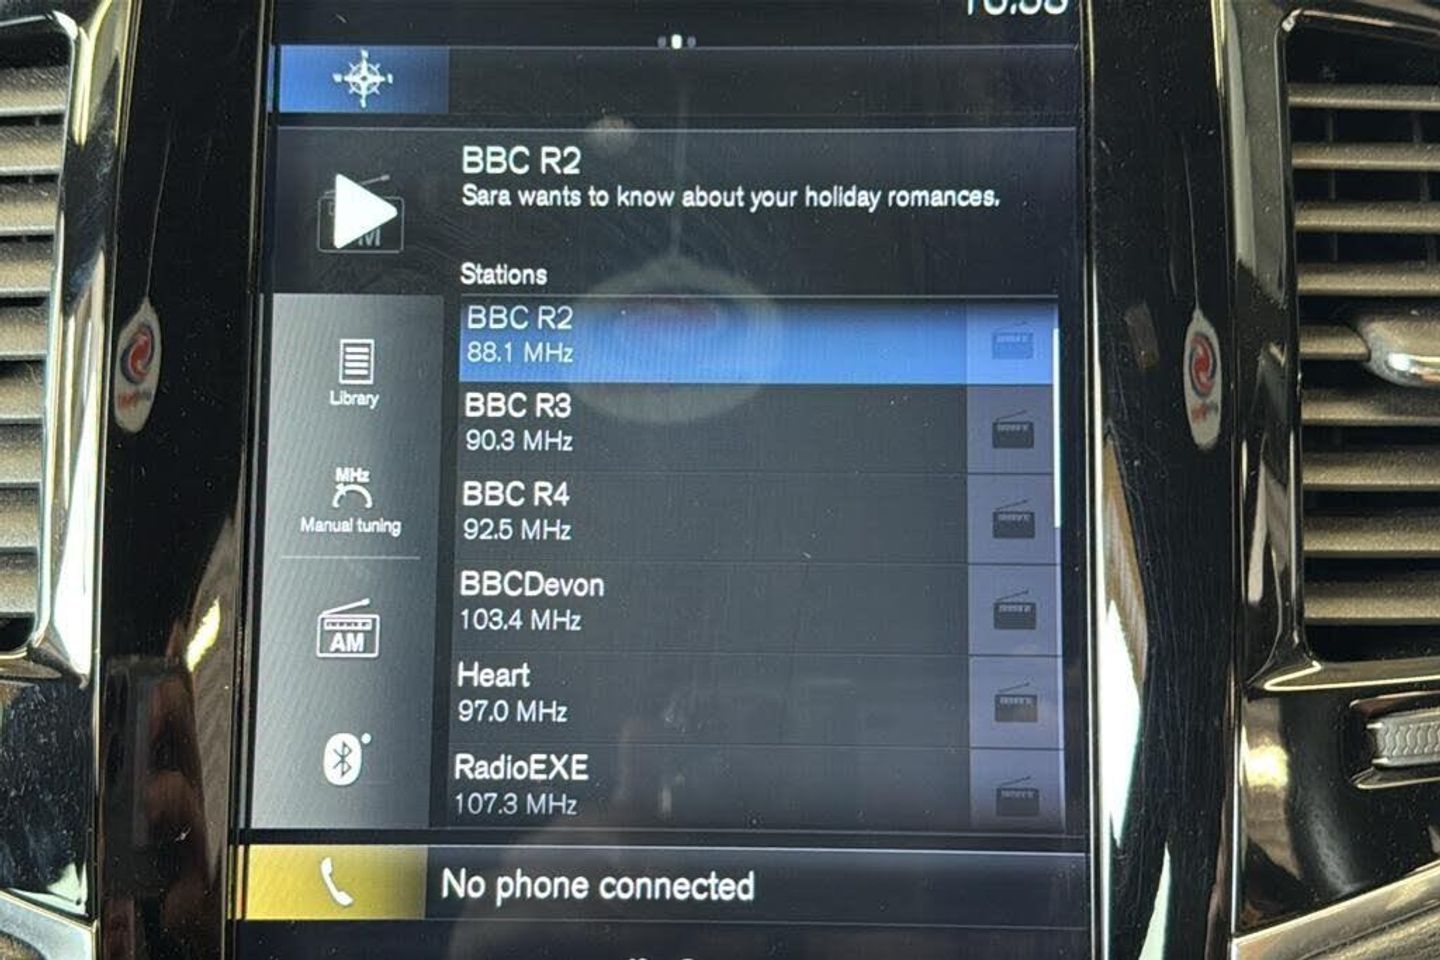 BBC R2
Sara wants to know about your holiday romances.
Stations
BBC R2
88.1 MHz
BBC R3
90.3 MHz
BBC R4
92.5 MHz
BBCDevon
103.4 MHz
Heart
97.0 MHz
RadioEXE
107.3 MHz
Library
MHz
Manual tuning
AM
No phone connected